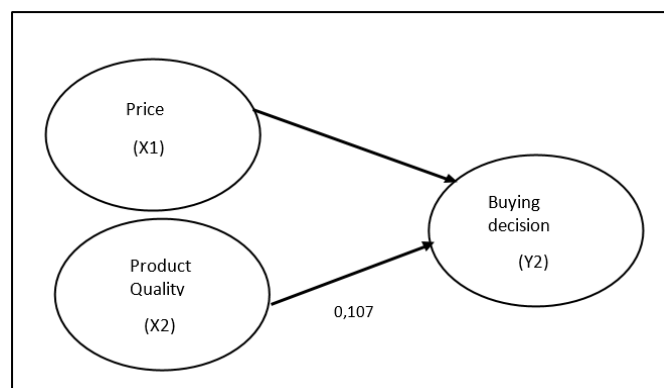 Price
(X1)
Buying
decision
(Y2)
Product
Quality
(X2)
0,107